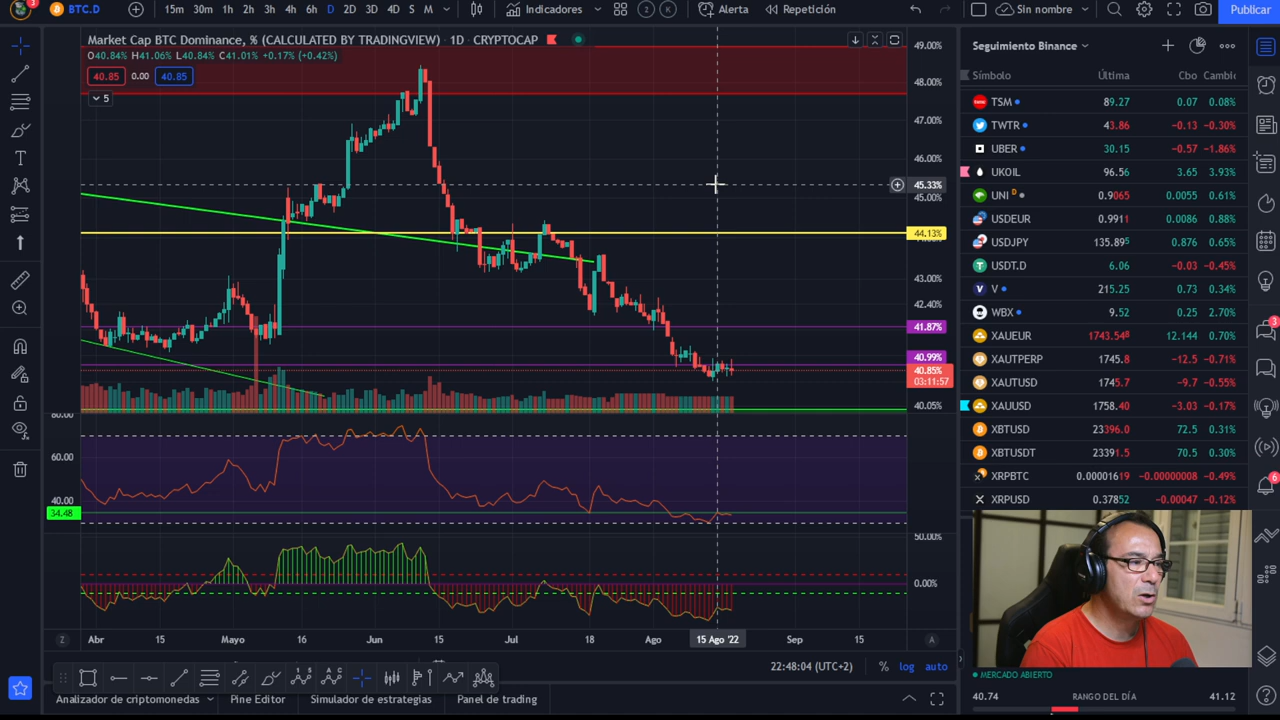 3
BTC.D
15m 30m 1h 2h 3h 4h 6h D 2D 3D 4D S M
Indicadores
2
Alerta
Repetición
Sin nombre
Publicar
Market Cap BTC Dominance, % (CALCULATED BY TRADINGVIEW) · 1D · CRYPTOCAP
O40.84% H41.06% L40.84% C41.01% +0.17% (+0.42%)
40.85 0.00 40.85
5
49.00%
48.00%
47.00%
46.00%
45.33%
45.00%
44.13%
43.00%
42.40%
41.87%
40.99%
40.85%
03:11:57
40.05%
80.00
60.00
40.00
34.48
50.00%
0.00%
Z
Abr 15 Mayo 16 Jun 15 Jul 18 Ago 15 Ago '22 Sep 15
A
22:48:04 (UTC+2)
% log auto
Analizador de criptomonedas
Pine Editor
Simulador de estrategias
Panel de trading
Seguimiento Binance
Símbolo Última Cbo
TSM 89.27 0.07 0.08%
TWTR 43.86 −0.13 −0.30%
UBER 30.15 −0.57 −1.86%
UKOIL 96.56 3.65 3.93%
UNI D 0.9065 0.0055 0.61%
USDEUR 0.9911 0.0086 0.88%
USDJPY 135.895 0.876 0.65%
USDT.D 6.06 −0.03 −0.45%
V 215.25 0.73 0.34%
WBX 9.52 0.25 2.70%
XAUEUR 1743.548 12.144 0.70%
XAUTPERP 1745.8 −12.5 −0.71%
XAUTUSD 1745.7 −9.7 −0.55%
XAUUSD 1758.40 −3.03 −0.17%
XBTUSD 23396.0 72.5 0.31%
XBTUSDT 23391.5 70.5 0.30%
XRPBTC 0.00001619 −0.00000008 −0.49%
XRPUSD 0.37852 −0.00047 −0.12%
MERCADO ABIERTO
40.74 RANGO DEL DÍA 41.12
3
6